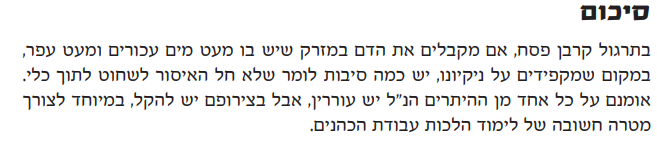 סיכום
בתרגול קרבן פסח, אם מקבלים את הדם במזרק שיש בו מעט מים עכורים ומעט עפר,
במקום שמקפידים על ניקיונו, יש כמה סיבות לומר שלא חל האיסור לשחוט לתוך כלי.
אומנם על כל אחד מן ההיתרים הנ"ל יש עוררין, אבל בצירופם יש להקל, במיוחד לצורך
מטרה חשובה של לימוד הלכות עבודת הכהנים.